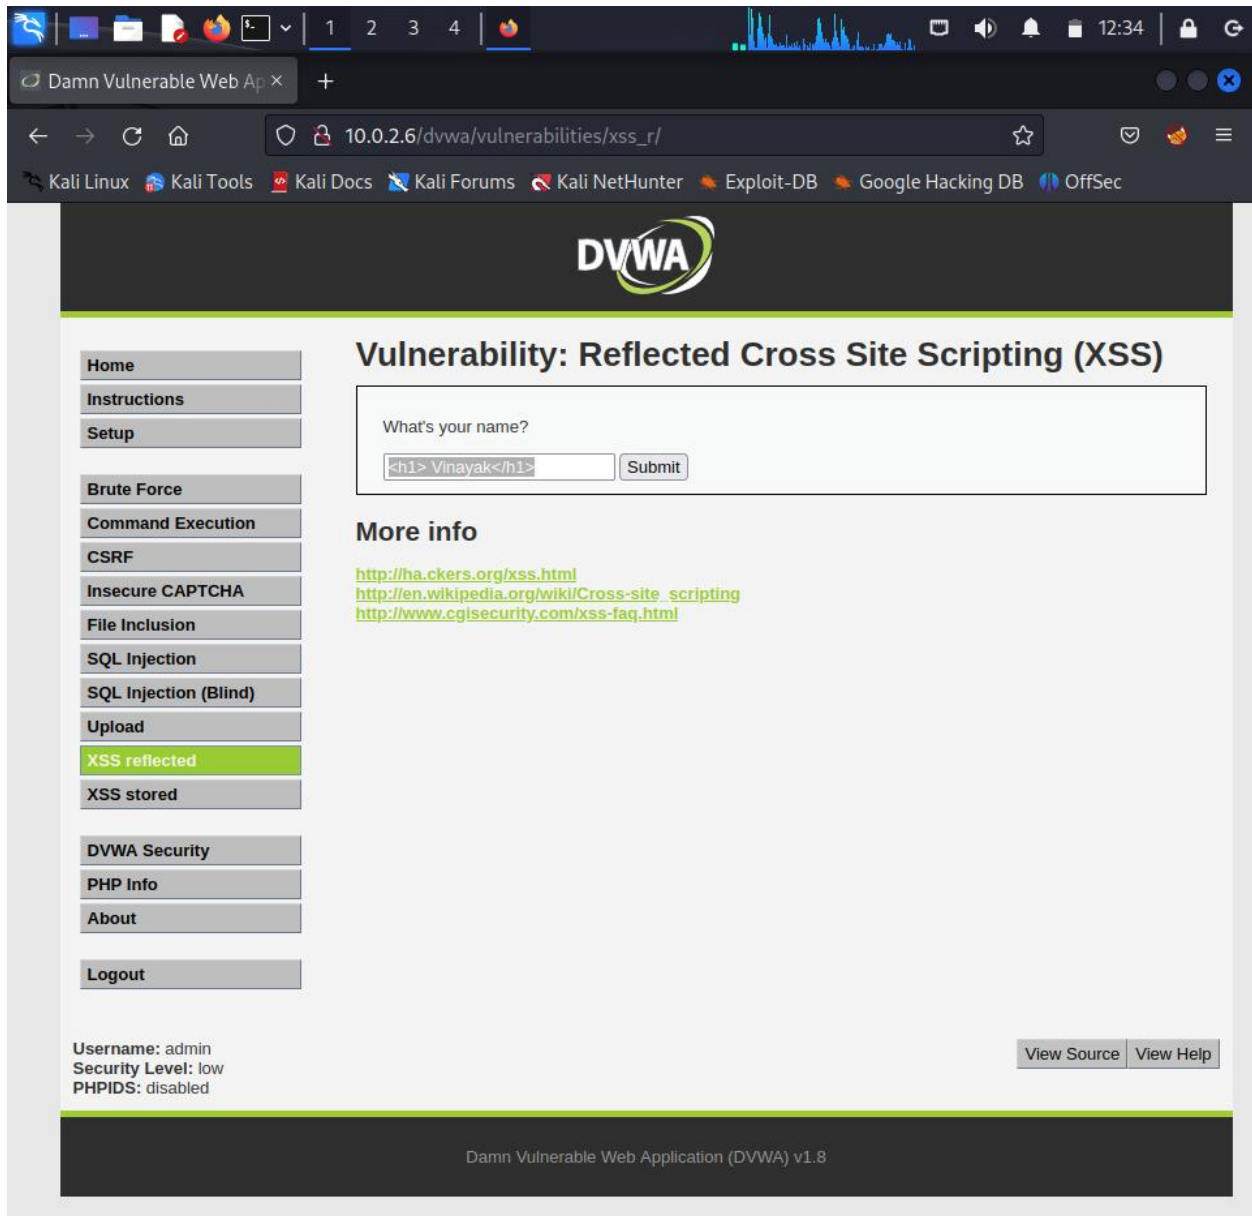 1 2 3 4 12:34
Damn Vulnerable Web Ap
10.0.2.6/dvwa/vulnerabilities/xss_r/
Kali Linux Kali Tools Kali Docs Kali Forums Kali NetHunter Exploit-DB Google Hacking DB OffSec
DVWA
Home
Instructions
Setup
Brute Force
Command Execution
CSRF
Insecure CAPTCHA
File Inclusion
SQL Injection
SQL Injection (Blind)
Upload
XSS reflected
XSS stored
DVWA Security
PHP Info
About
Logout
Vulnerability: Reflected Cross Site Scripting (XSS)
What's your name?
<h1> Vinayak</h1> Submit
More info
http://ha.ckers.org/xss.html
http://en.wikipedia.org/wiki/Cross-site_scripting
http://www.cgisecurity.com/xss-faq.html
Username: admin
Security Level: low
PHPIDS: disabled
View Source View Help
Damn Vulnerable Web Application (DVWA) v1.8